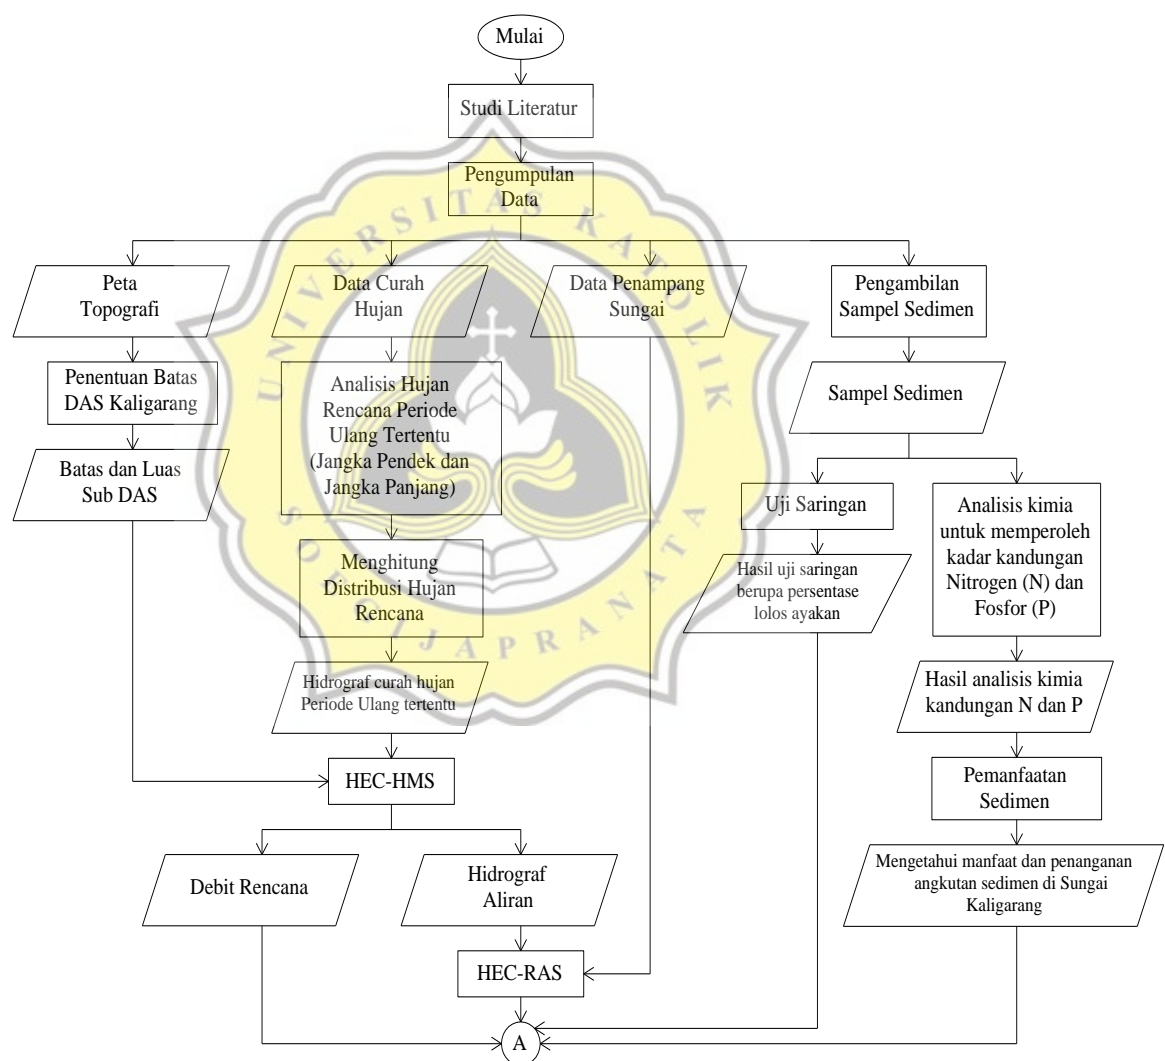 Mulai
Studi Literatur
Pengumpulan
Data
Peta
Topografi
Data Curah
Hujan
Data Penampang
Sungai
Pengambilan
Sampel Sedimen
Penentuan Batas
DAS Kaligarang
Analisis Hujan
Rencana Periode
Ulang Tertentu
(Jangka Pendek dan
Jangka Panjang)
Sampel Sedimen
Batas dan Luas
Sub DAS
Uji Saringan
Analisis kimia
untuk memperoleh
kadar kandungan
Nitrogen (N) dan
Fosfor (P)
Menghitung
Distribusi Hujan
Rencana
Hasil uji saringan
berupa persentase
lolos ayakan
Hidrograf curah hujan
Periode Ulang tertentu
Hasil analisis kimia
kandungan N dan P
HEC-HMS
Pemanfaatan
Sedimen
Debit Rencana
Hidrograf
Aliran
Mengetahui manfaat dan penanganan
angkutan sedimen di Sungai
Kaligarang
HEC-RAS
A
UNIVERSITAS KATOLIK
SOEGIJAPRANATA